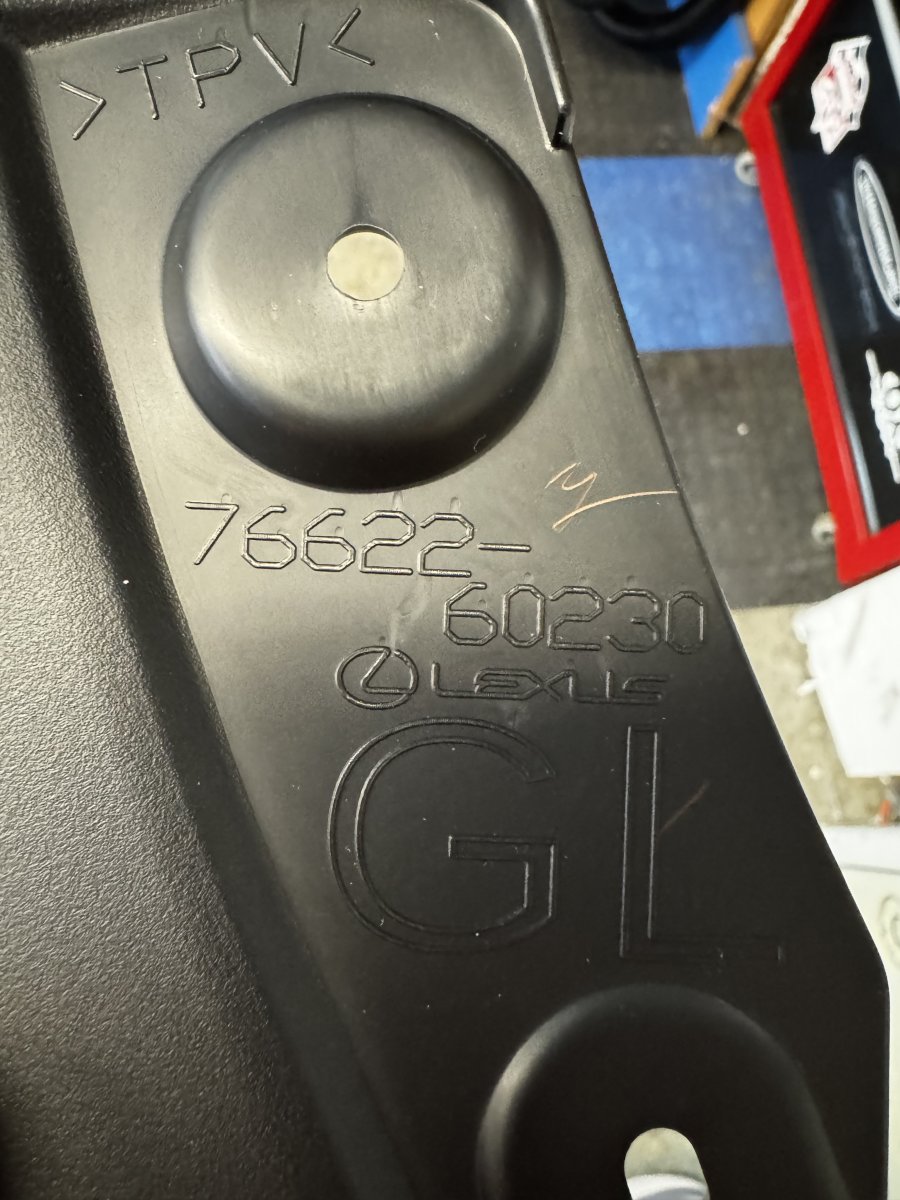 >TPV<
76622-
60230
LEXUS
GL